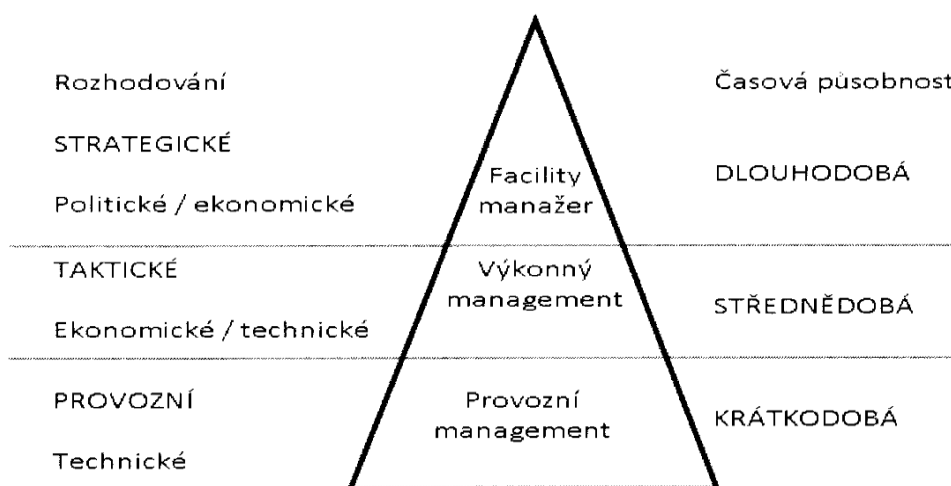 Rozhodování
Časová působnost
STRATEGICKÉ
Facility
manažer
DLOUHODOBÁ
Politické / ekonomické
TAKTICKÉ
Výkonný
management
STŘEDNĚDOBÁ
Ekonomické / technické
PROVOZNÍ
Provozní
management
KRÁTKODOBÁ
Technické